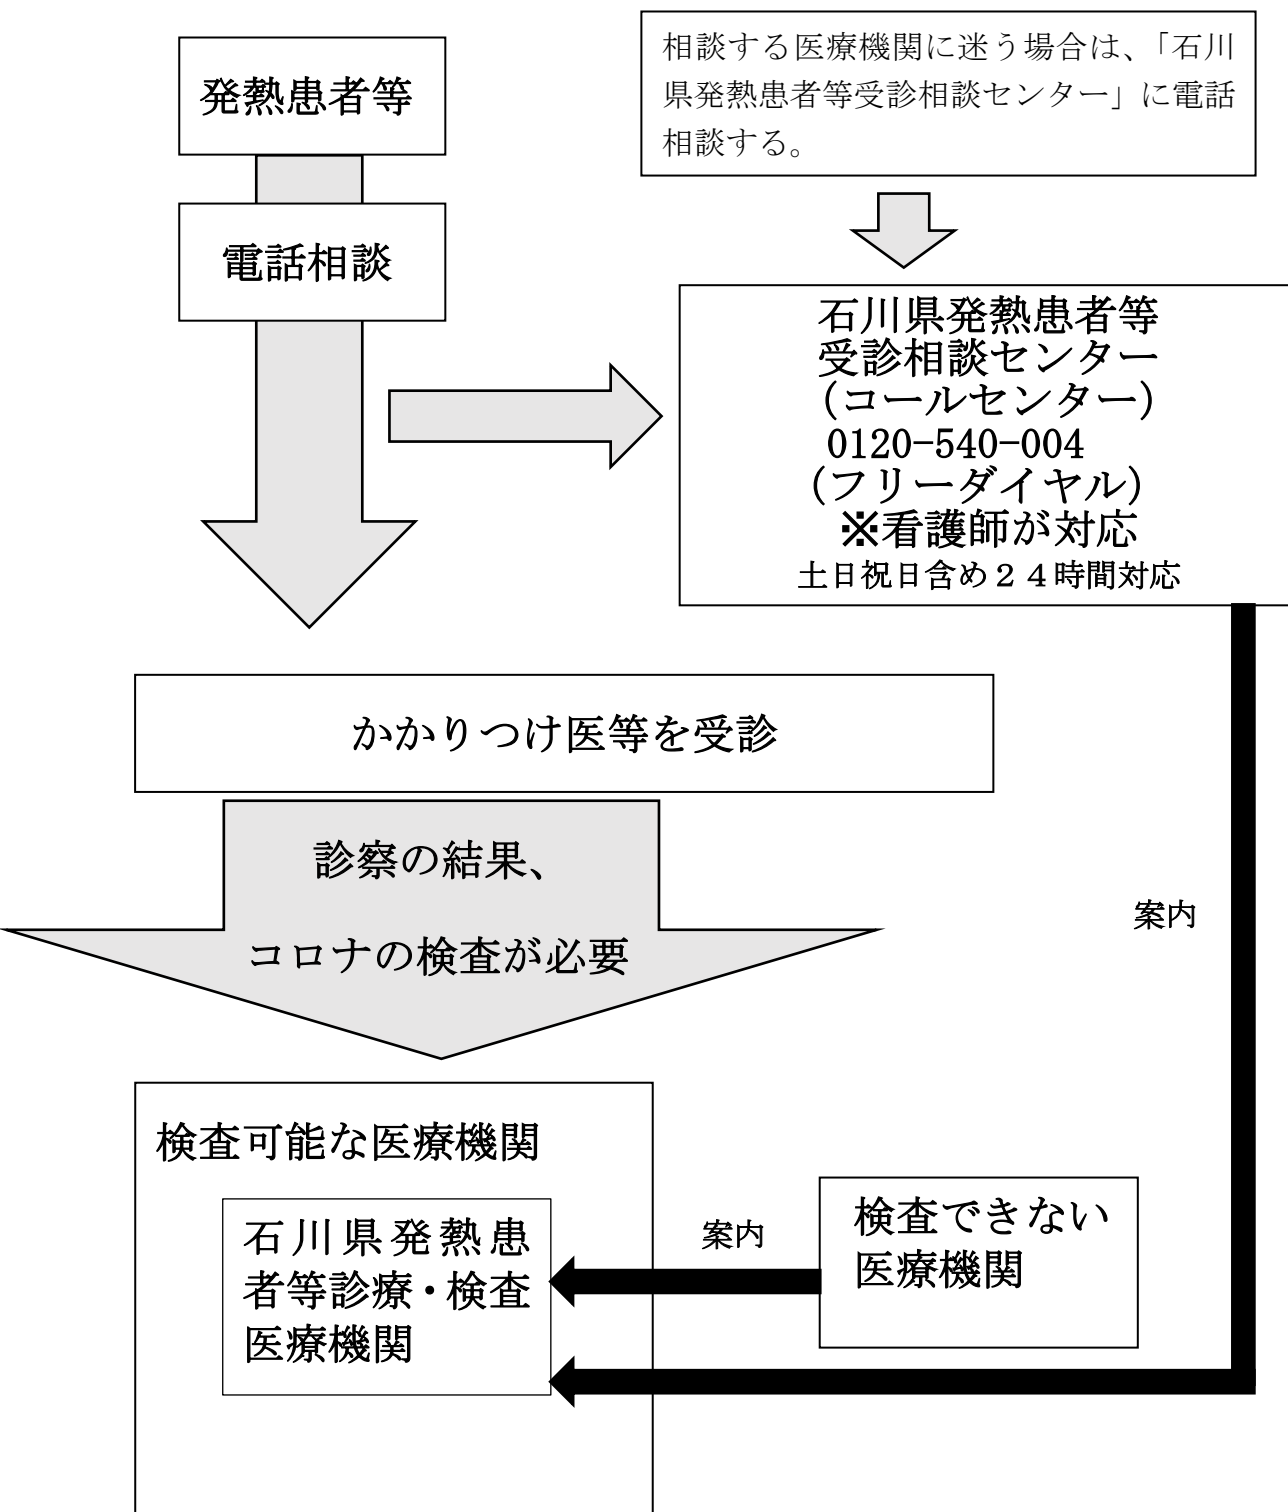 発熱患者等
相談する医療機関に迷う場合は、「石川
県発熱患者等受診相談センター」に電話
相談する。
電話相談
石川県発熱患者等
受診相談センター
（コールセンター）
0120-540-004
（フリーダイヤル）
※看護師が対応
土日祝日含め２４時間対応
かかりつけ医等を受診
診察の結果、
コロナの検査が必要
案内
検査可能な医療機関
石川県発熱患
者等診療・検査
医療機関
案内
検査できない
医療機関